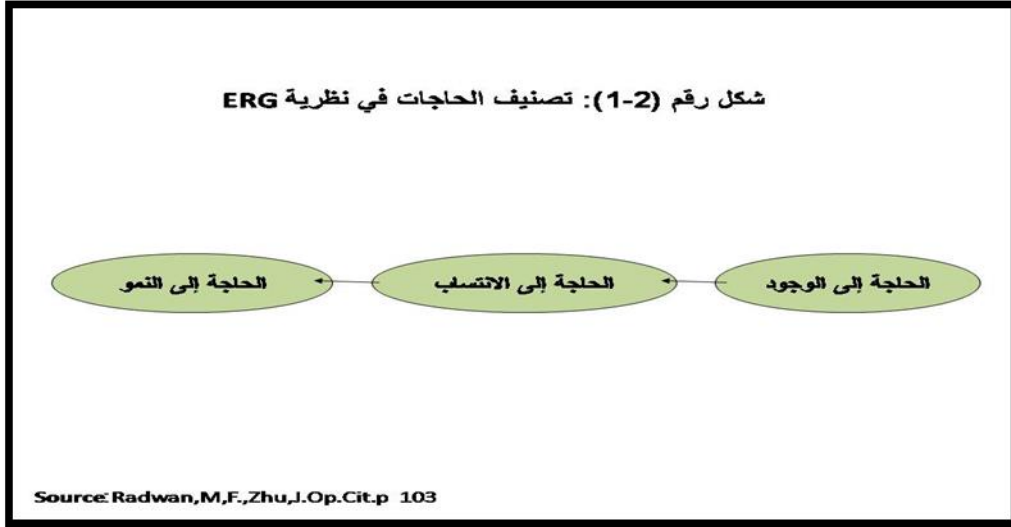 شكل رقم (2-1): تصنيف الحاجات في نظرية ERG
الحاجة إلى الوجود
الحاجة إلى الانتساب
الحاجة إلى النمو
Source: Radwan,M,F.,Zhu,J.Op.Cit.p 103